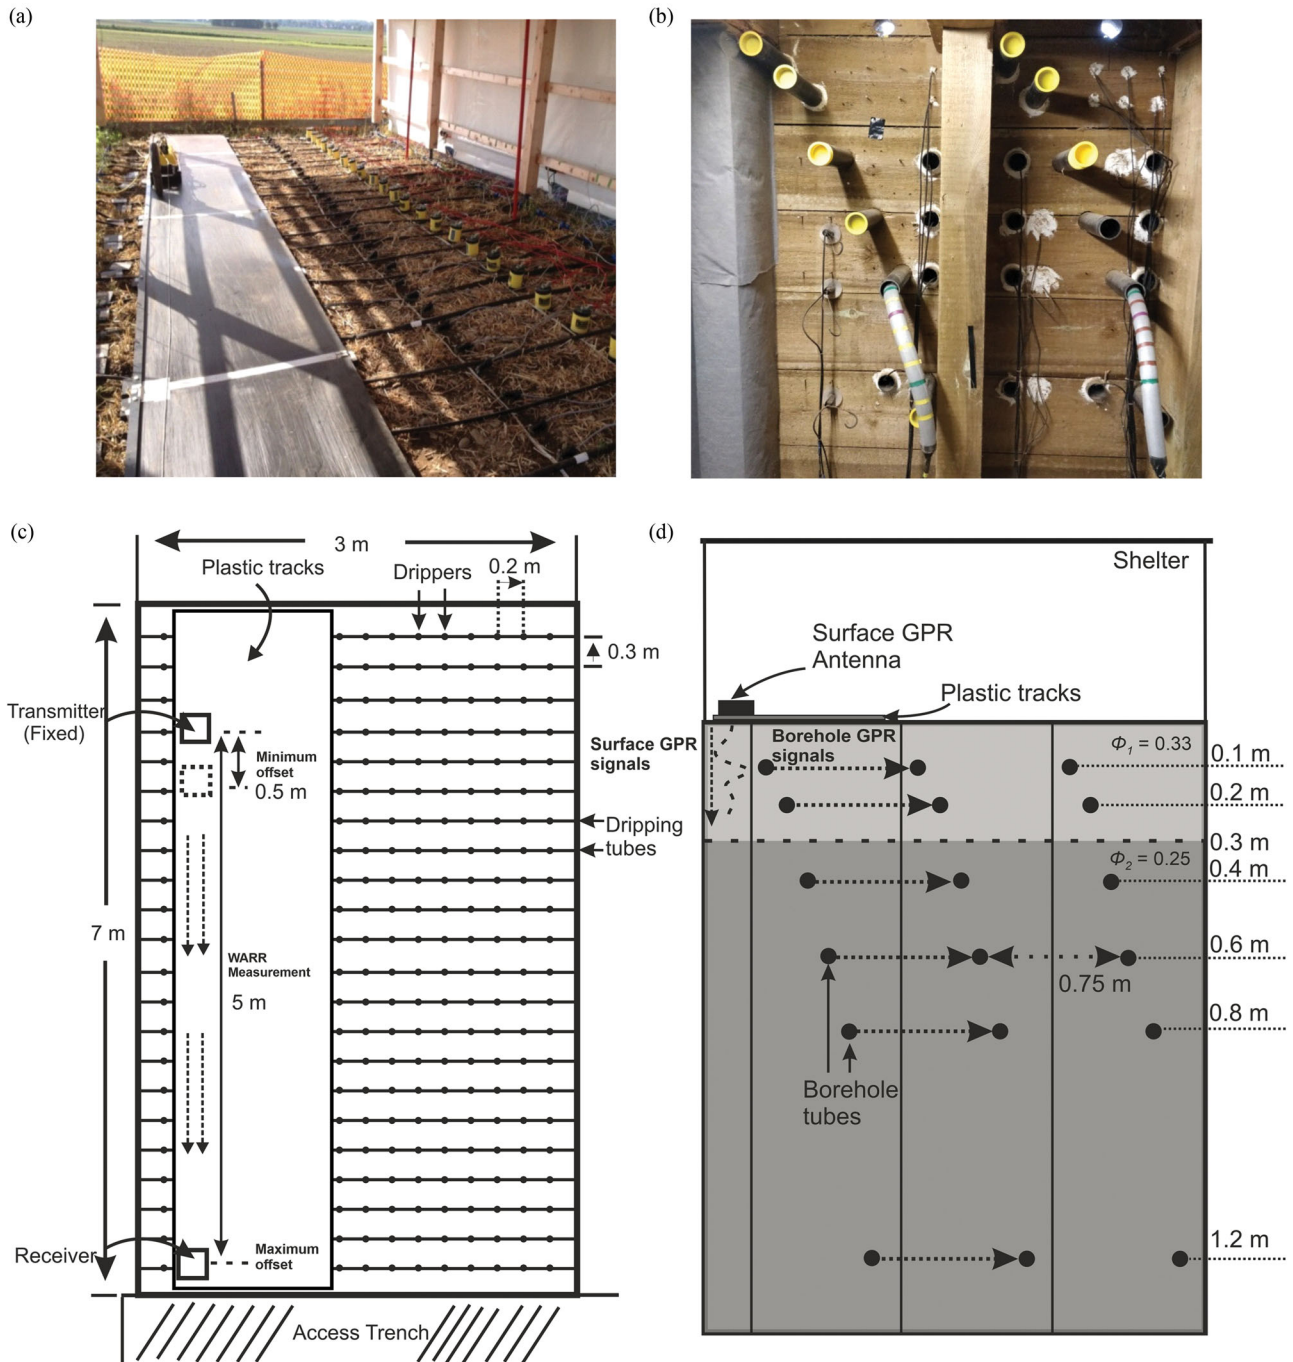 (a)
(b)
(c)
3 m
Plastic tracks
Drippers
0.2 m
0.3 m
Transmitter
(Fixed)
Minimum
offset
0.5 m
Surface GPR
signals
Dripping
tubes
7 m
WARR
Measurement
5 m
Receiver
Maximum
offset
Access Trench
(d)
Shelter
Surface GPR
Antenna
Plastic tracks
Borehole GPR
signals
Φ1 = 0.33
0.1 m
0.2 m
0.3 m
Φ2 = 0.25
0.4 m
0.6 m
0.75 m
0.8 m
Borehole
tubes
1.2 m